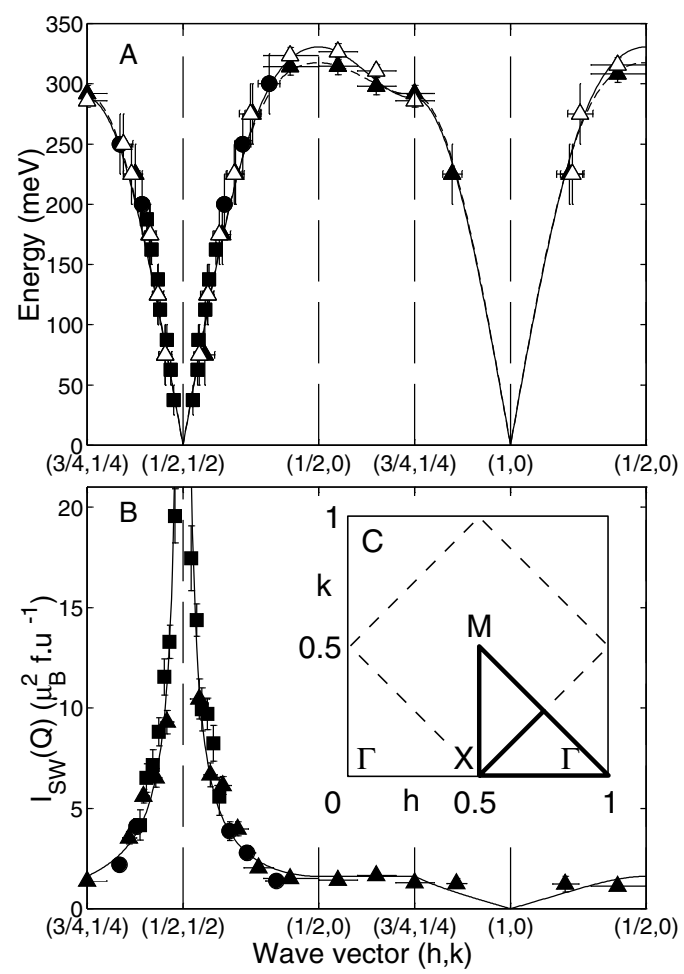 A
Energy (meV)
350
300
250
200
150
100
50
0
(3/4,1/4) (1/2,1/2) (1/2,0) (3/4,1/4) (1,0) (1/2,0)
B
I_SW(Q) (μ_B^2 f.u^-1)
20
15
10
5
0
C
1
k
0.5
M
Γ X Γ
0 h 0.5 1
(3/4,1/4) (1/2,1/2) (1/2,0) (3/4,1/4) (1,0) (1/2,0)
Wave vector (h,k)